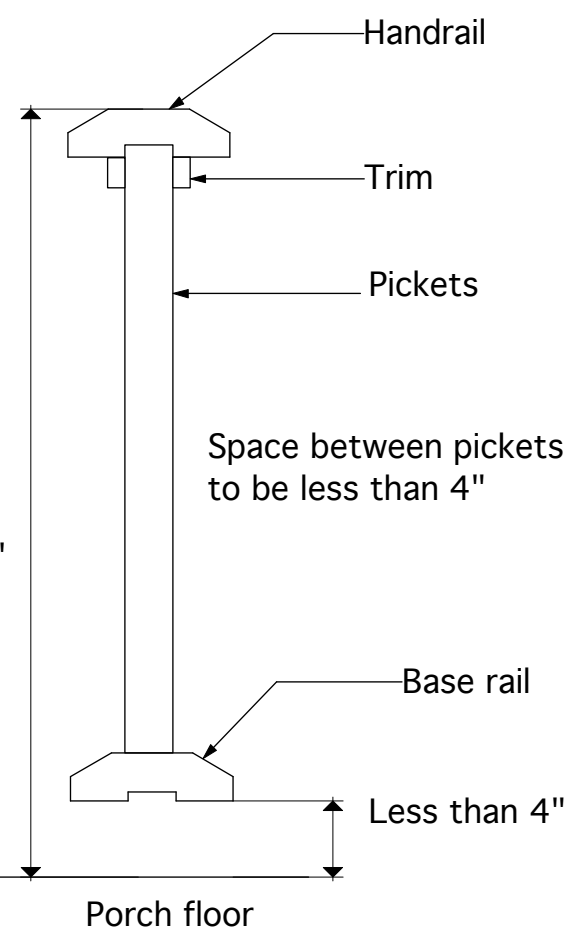 Handrail
Trim
Pickets
Space between pickets
to be less than 4"
Base rail
Less than 4"
Porch floor